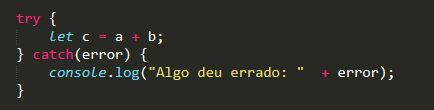 try {
    let c = a + b;
} catch(error) {
    console.log("Algo deu errado: "  + error);
}